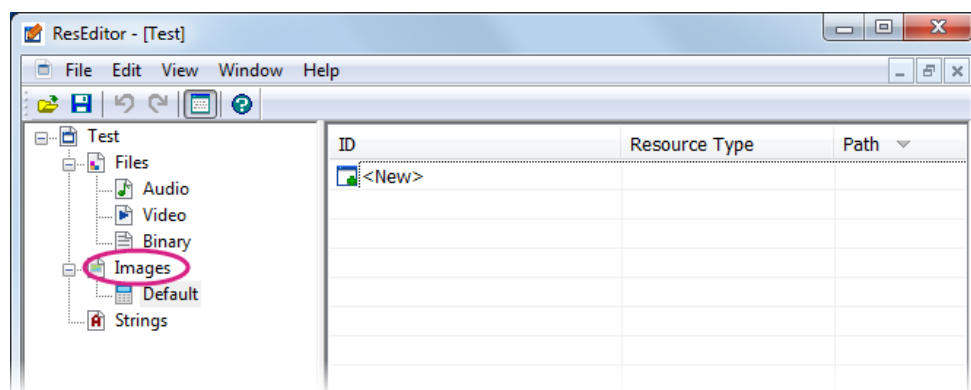 ResEditor - [Test]
File Edit View Window Help
Test
Files
Audio
Video
Binary
Images
Default
Strings
ID Resource Type Path
<New>